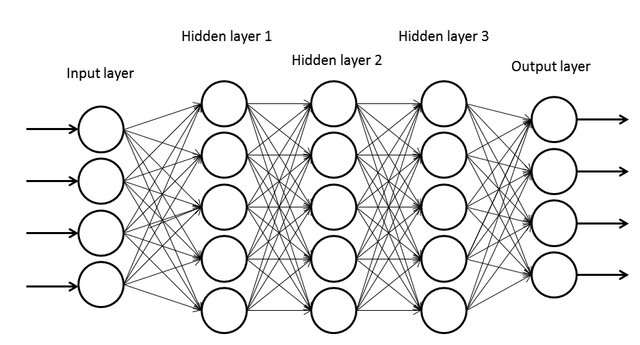 Input layer
Hidden layer 1
Hidden layer 2
Hidden layer 3
Output layer